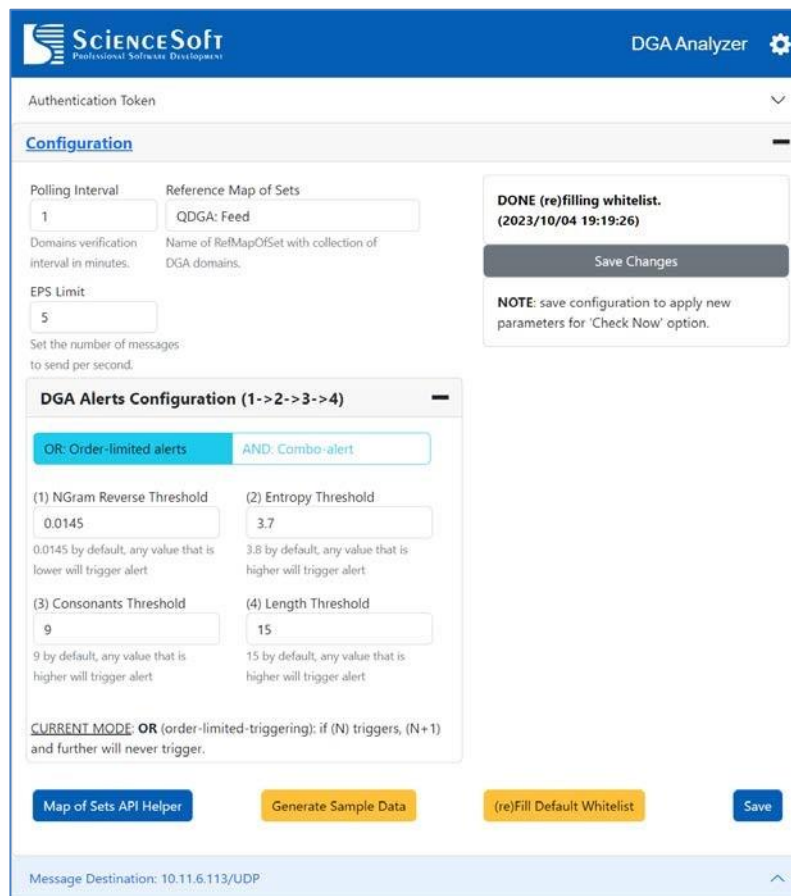 SCIENCESOFT
Professional Software Development
DGA Analyzer
Authentication Token
Configuration
Polling Interval
1
Domains verification
interval in minutes.
Reference Map of Sets
QDGA: Feed
Name of RefMapOfSet with collection of
DGA domains.
EPS Limit
5
Set the number of messages
to send per second.
DONE (re)filling whitelist.
(2023/10/04 19:19:26)
Save Changes
NOTE: save configuration to apply new
parameters for 'Check Now' option.
DGA Alerts Configuration (1->2->3->4)
OR: Order-limited alerts
AND: Combo-alert
(1) NGram Reverse Threshold
0.0145
0.0145 by default, any value that is
lower will trigger alert
(2) Entropy Threshold
3.7
3.8 by default, any value that is
higher will trigger alert
(3) Consonants Threshold
9
9 by default, any value that is
higher will trigger alert
(4) Length Threshold
15
15 by default, any value that is
higher will trigger alert
CURRENT MODE: OR (order-limited-triggering): if (N) triggers, (N+1)
and further will never trigger.
Map of Sets API Helper
Generate Sample Data
(re)Fill Default Whitelist
Save
Message Destination: 10.11.6.113/UDP